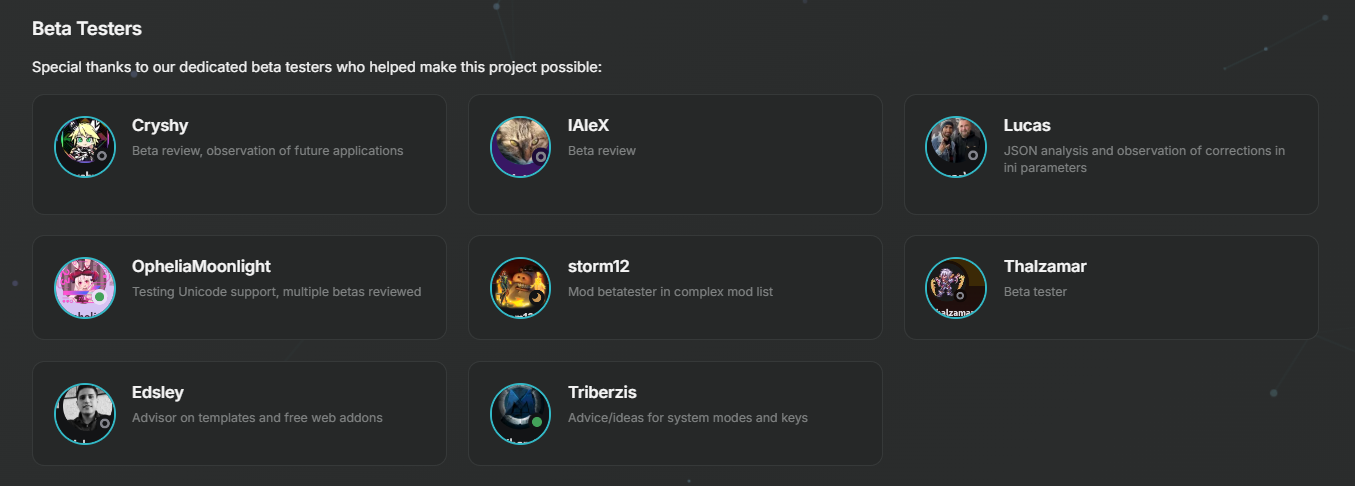 Beta Testers
Special thanks to our dedicated beta testers who helped make this project possible:
Cryshy
Beta review, observation of future applications
IAleX
Beta review
Lucas
JSON analysis and observation of corrections in
ini parameters
OpheliaMoonlight
Testing Unicode support, multiple betas reviewed
storm12
Mod betatester in complex mod list
Thalzamar
Beta tester
Edsley
Advisor on templates and free web addons
Triberzis
Advice/ideas for system modes and keys